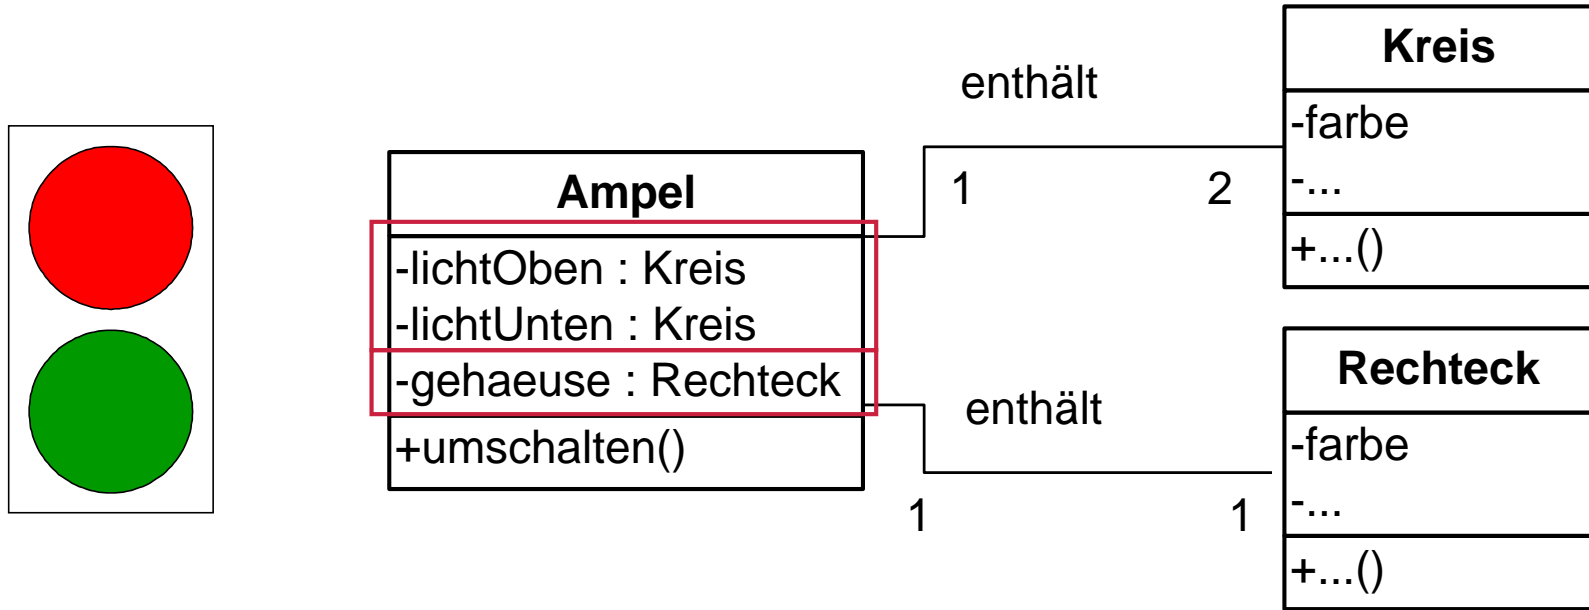 Ampel
-lichtOben : Kreis
-lichtUnten : Kreis
-gehaeuse : Rechteck
+umschalten()
enthält
1
2
enthält
1
1
Kreis
-farbe
-...
+...()
Rechteck
-farbe
-...
+...()